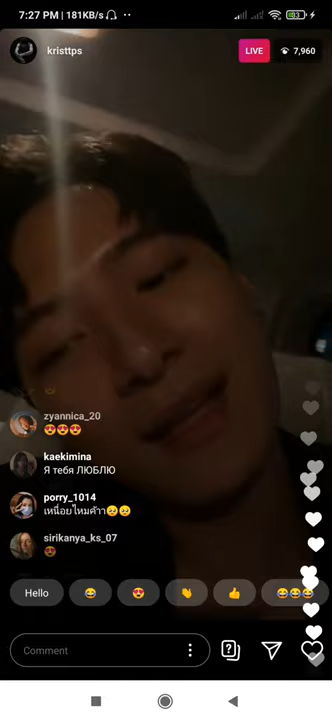 7:27 PM | 181KB/s
83
kristtps
LIVE
7,960
zyannica_20
😍😍😍
kaekimina
Я тебя ЛЮБЛЮ
porry_1014
เหนื่อยไหมค้าา🥺🥺
sirikanya_ks_07
😍
Hello
😂
😍
👏
👍
😂😂😂
Comment